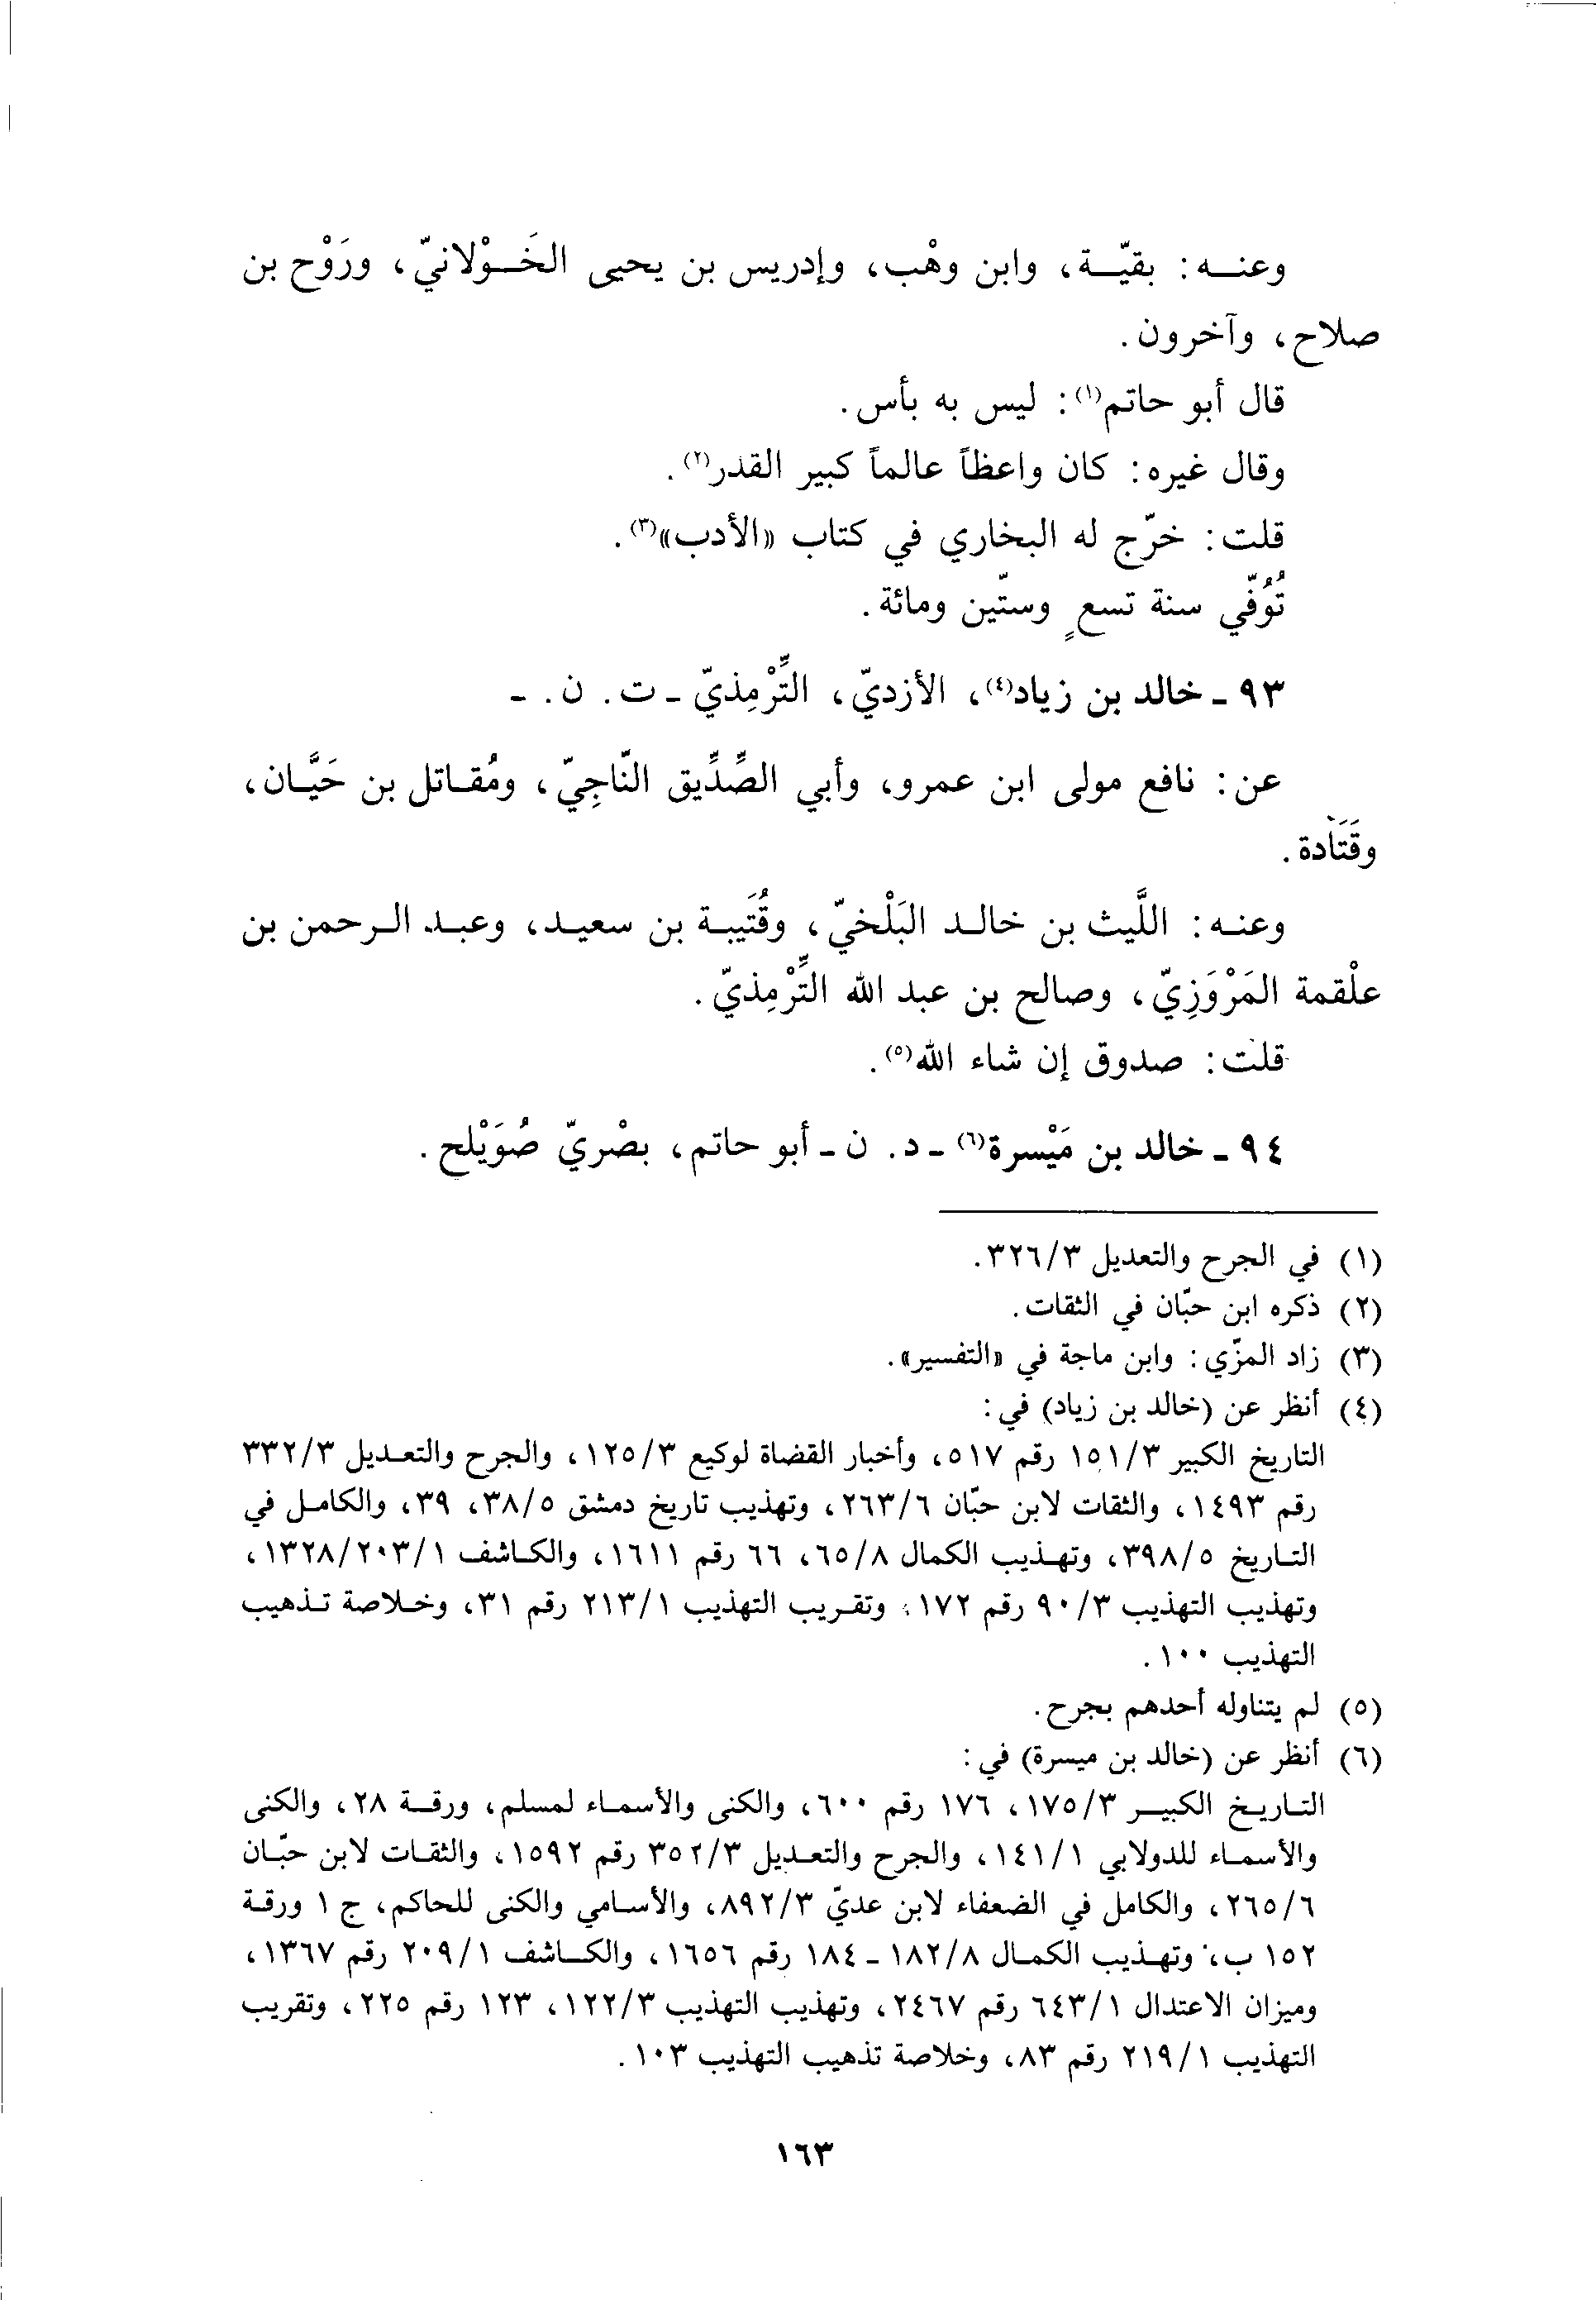 وعنـــه: بقيّـــة، وابن وهْب، وإدريس بن يحيى الخَـــوْلانيّ، ورَوْح بن
صلاح، وآخرون.
قال أبو حاتم(١): ليس به بأس.
وقال غيره: كان واعظاً عالماً كبير القدر(٢).
قلت: خرّج له البخاري في كتاب «الأدب»(٣).
تُوُفّي سنة تسعٍ وستّين ومائة.
٩٣ - خالد بن زياد(٤)، الأزديّ، التِّرْمِذيّ - ت. ن. -
عن: نافع مولى ابن عمرو، وأبي الصِّدِّيق النّاجِيّ، ومُقـاتل بن حَيَّـان،
وقَتَادة.
وعنـه: اللَّيث بن خالـد البَلْخيّ، وقُتَيبـة بن سعيـد، وعبـد الـرحمن بن
علْقمة المَرْوَزِيّ، وصالح بن عبد الله التِّرْمِذيّ.
قلت: صدوق إن شاء الله(٥).
٩٤ - خالد بن مَيْسرة(٦) - د. ن - أبو حاتم، بصْريّ صُوَيْلح.
(١) في الجرح والتعديل ٣٢٦/٣.
(٢) ذكره ابن حبّان في الثقات.
(٣) زاد المزّي: وابن ماجة في «التفسير».
(٤) أنظر عن (خالد بن زياد) في:
التاريخ الكبير ١٥١/٣ رقم ٥١٧، وأخبار القضاة لوكيع ١٢٥/٣، والجرح والتعـديل ٣٣٢/٣
رقم ١٤٩٣، والثقات لابن حبّان ٢٦٣/٦، وتهذيب تاريخ دمشق ٣٨/٥، ٣٩، والكامـل في
التـاريخ ٣٩٨/٥، وتهـذيب الكمال ٦٥/٨، ٦٦ رقم ١٦١١، والكـاشف ١٣٢٨/٢٠٣/١،
وتهذيب التهذيب ٩٠/٣ رقم ١٧٢، وتقـريب التهذيب ٢١٣/١ رقم ٣١، وخـلاصة تـذهيب
التهذيب ١٠٠.
(٥) لم يتناوله أحدهم بجرح.
(٦) أنظر عن (خالد بن ميسرة) في:
التـاريـخ الكبيـــر ١٧٥/٣، ١٧٦ رقم ٦٠٠، والكنى والأسمـاء لمسلم، ورقـــة ٢٨، والكنى
والأسمـاء للدولابي ١٤١/١، والجرح والتعـديل ٣٥٢/٣ رقم ١٥٩٢، والثقـات لابن حبّـان
٢٦٥/٦، والكامل في الضعفاء لابن عديّ ٨٩٢/٣، والأسـامي والكنى للحاكم، ج ١ ورقـة
١٥٢ ب، وتهـذيب الكمـال ١٨٢/٨ - ١٨٤ رقم ١٦٥٦، والكـــاشف ٢٠٩/١ رقم ١٣٦٧،
وميزان الاعتدال ٦٤٣/١ رقم ٢٤٦٧، وتهذيب التهذيب ١٢٢/٣، ١٢٣ رقم ٢٢٥، وتقريب
التهذيب ٢١٩/١ رقم ٨٣، وخلاصة تذهيب التهذيب ١٠٣.
١٦٣